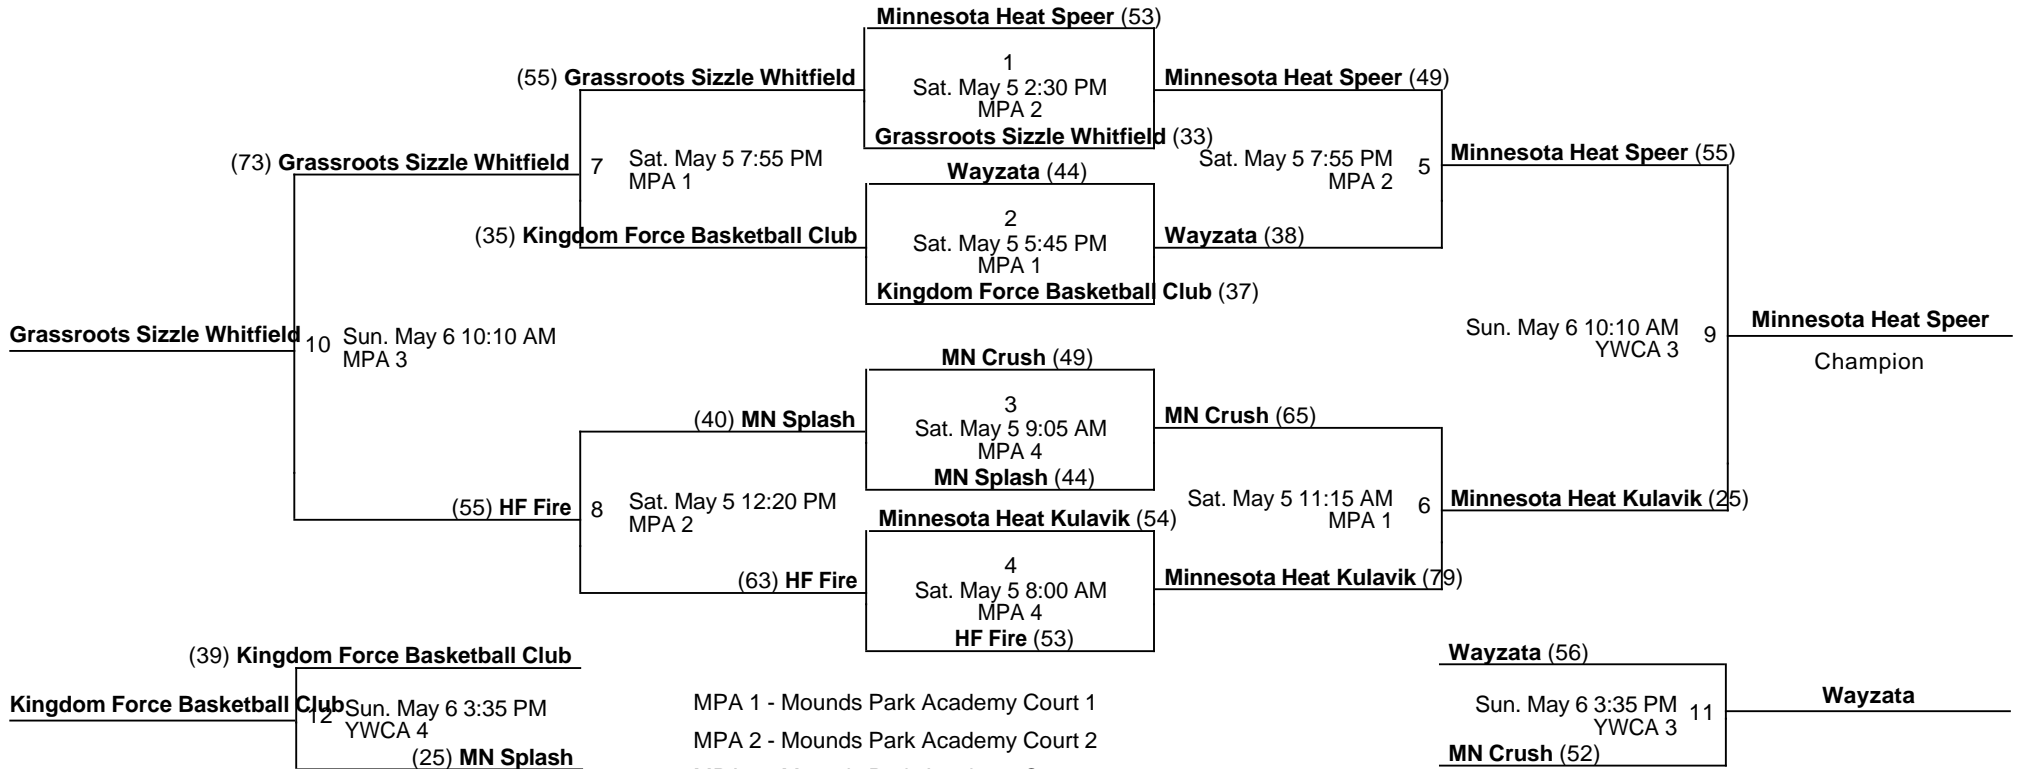 Minnesota Heat Speer (53)
1
Sat. May 5 2:30 PM
MPA 2
Grassroots Sizzle Whitfield (33)
(55) Grassroots Sizzle Whitfield
Minnesota Heat Speer (49)
(73) Grassroots Sizzle Whitfield
7
Sat. May 5 7:55 PM
MPA 1
Sat. May 5 7:55 PM
MPA 2
5
Minnesota Heat Speer (55)
Wayzata (44)
2
Sat. May 5 5:45 PM
MPA 1
Kingdom Force Basketball Club (37)
(35) Kingdom Force Basketball Club
Wayzata (38)
Grassroots Sizzle Whitfield
10
Sun. May 6 10:10 AM
MPA 3
Sun. May 6 10:10 AM
YWCA 3
9
Minnesota Heat Speer
Champion
MN Crush (49)
3
Sat. May 5 9:05 AM
MPA 4
MN Splash (44)
(40) MN Splash
MN Crush (65)
(55) HF Fire
8
Sat. May 5 12:20 PM
MPA 2
Sat. May 5 11:15 AM
MPA 1
6
Minnesota Heat Kulavik (25)
Minnesota Heat Kulavik (54)
4
Sat. May 5 8:00 AM
MPA 4
HF Fire (53)
(63) HF Fire
Minnesota Heat Kulavik (79)
(39) Kingdom Force Basketball Club
Kingdom Force Basketball Club
12
Sun. May 6 3:35 PM
YWCA 4
(25) MN Splash
MPA 1 - Mounds Park Academy Court 1
MPA 2 - Mounds Park Academy Court 2
Wayzata (56)
Sun. May 6 3:35 PM
YWCA 3
11
Wayzata
MN Crush (52)